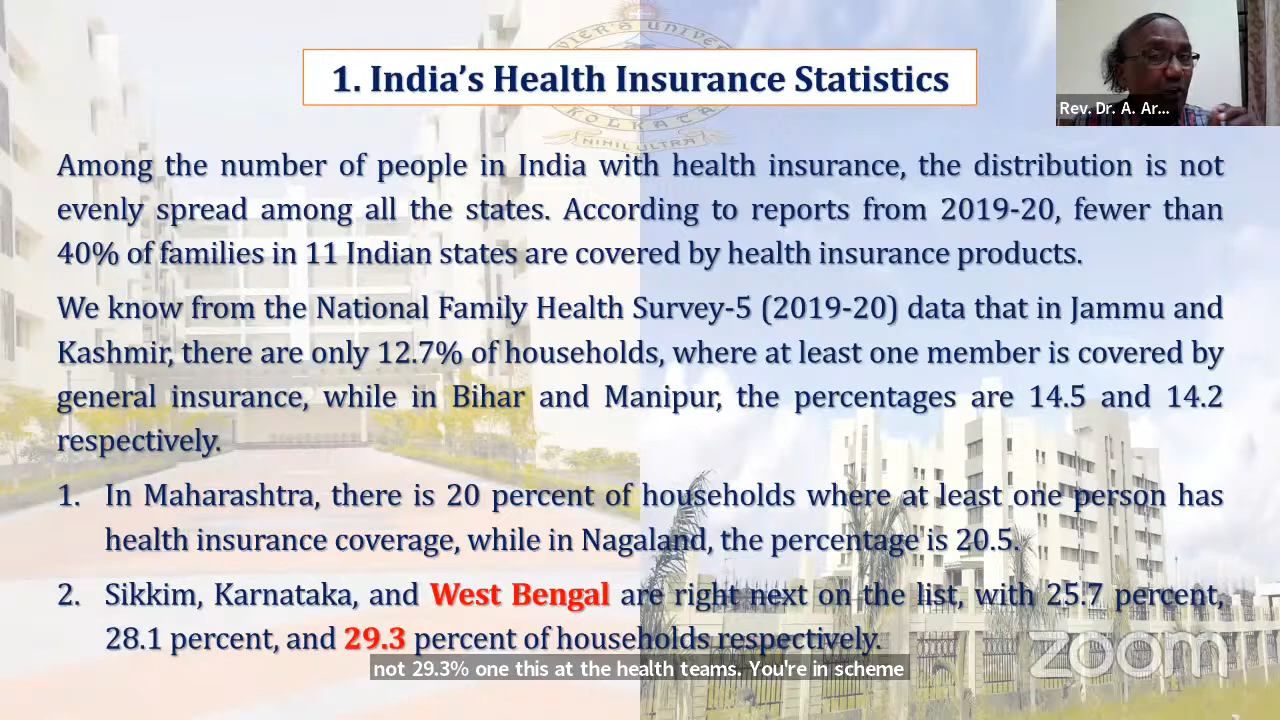 VIER'S UNIVER
Rev. Dr. A. Ar...
1. India's Health Insurance Statistics
KOLKATA
NIHIL ULTRA
Among the number of people in India with health insurance, the distribution is not
evenly spread among all the states. According to reports from 2019-20, fewer than
40% of families in 11 Indian states are covered by health insurance products.
We know from the National Family Health Survey-5 (2019-20) data that in Jammu and
Kashmir, there are only 12.7% of households, where at least one member is covered by
general insurance, while in Bihar and Manipur, the percentages are 14.5 and 14.2
respectively.
1. In Maharashtra, there is 20 percent of households where at least one person has
health insurance coverage, while in Nagaland, the percentage is 20.5.
2. Sikkim, Karnataka, and West Bengal are right next on the list, with 25.7 percent,
28.1 percent, and 29.3 percent of households respectively.
not 29.3% one this at the health teams. You're in scheme
zoom